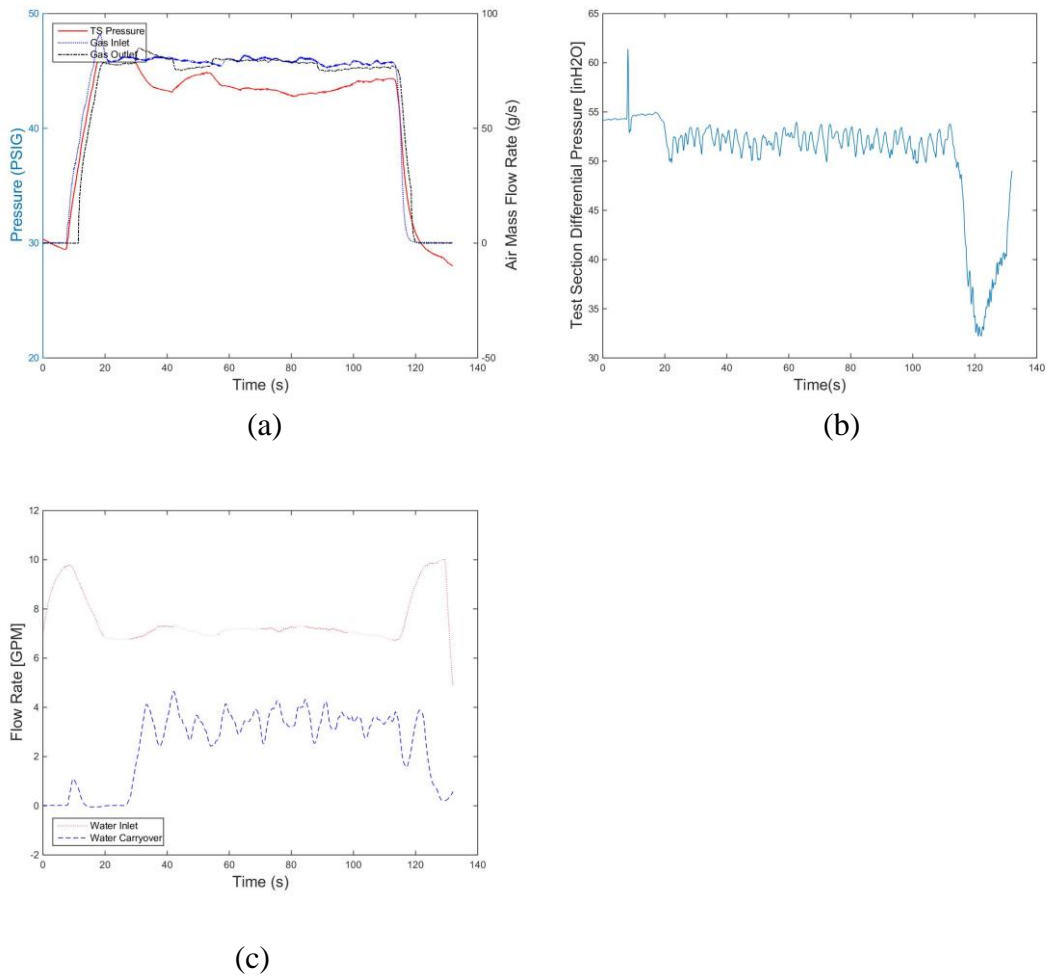 50
40
30
20
Pressure (PSIG)
100
50
0
-50
Air Mass Flow Rate (g/s)
TS Pressure
Gas Inlet
Gas Outlet
0 20 40 60 80 100 120 140
Time (s)
(a)
65
60
55
50
45
40
35
30
Test Section Differential Pressure [inH2O]
0 20 40 60 80 100 120 140
Time(s)
(b)
12
10
8
6
4
2
0
-2
Flow Rate [GPM]
Water Inlet
Water Carryover
0 20 40 60 80 100 120 140
Time (s)
(c)